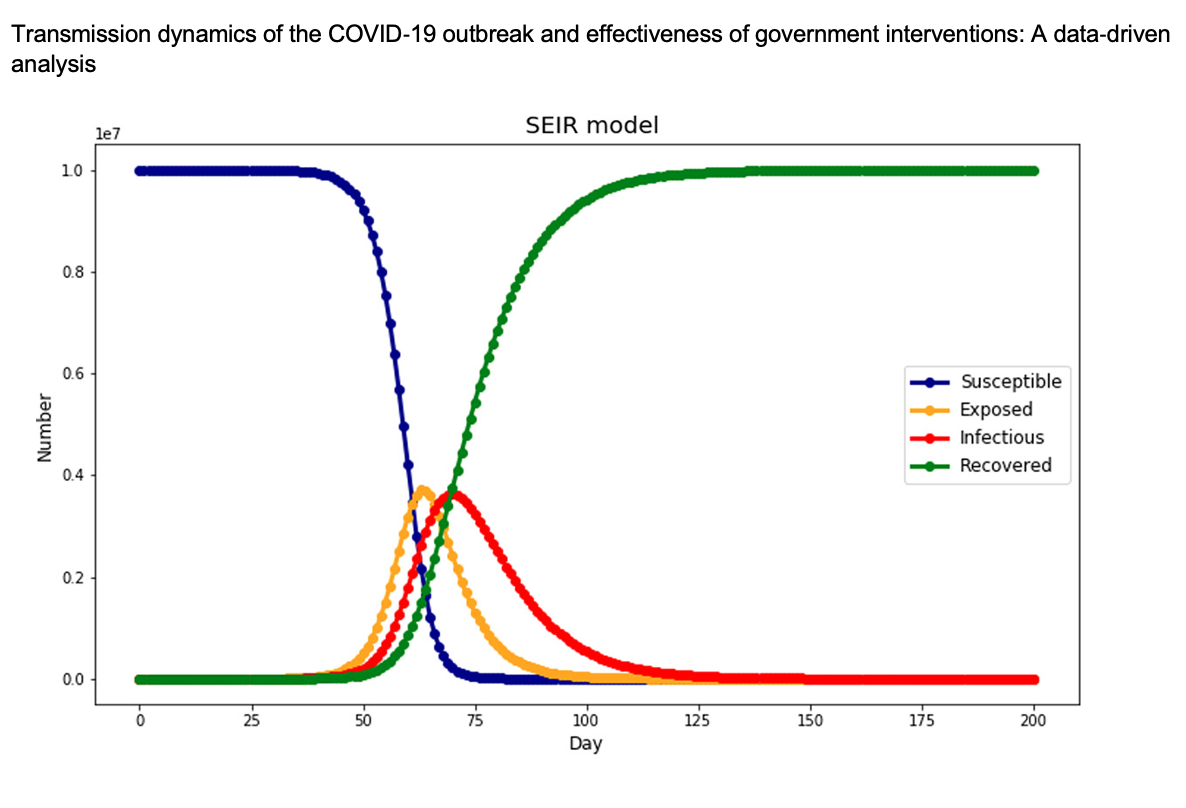 Transmission dynamics of the COVID-19 outbreak and effectiveness of government interventions: A data-driven
analysis
SEIR model
1e7
1.0
0.8
0.6
0.4
0.2
0.0
Number
Susceptible
Exposed
Infectious
Recovered
0 25 50 75 100 125 150 175 200
Day